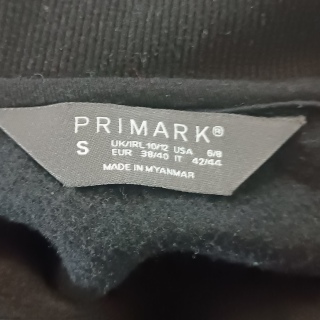 PRIMARK®
S UK/IRL 10/12 USA 6/8
EUR 38/40 IT 42/44
MADE IN MYANMAR